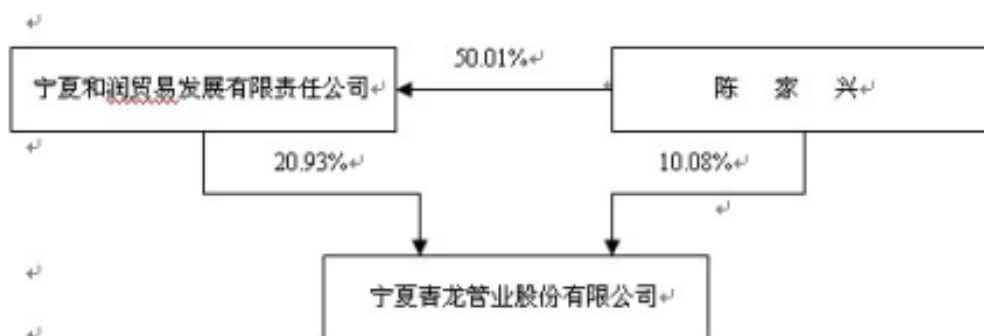 50.01%
宁夏和润贸易发展有限责任公司
陈 家 兴
20.93%
10.08%
宁夏青龙管业股份有限公司